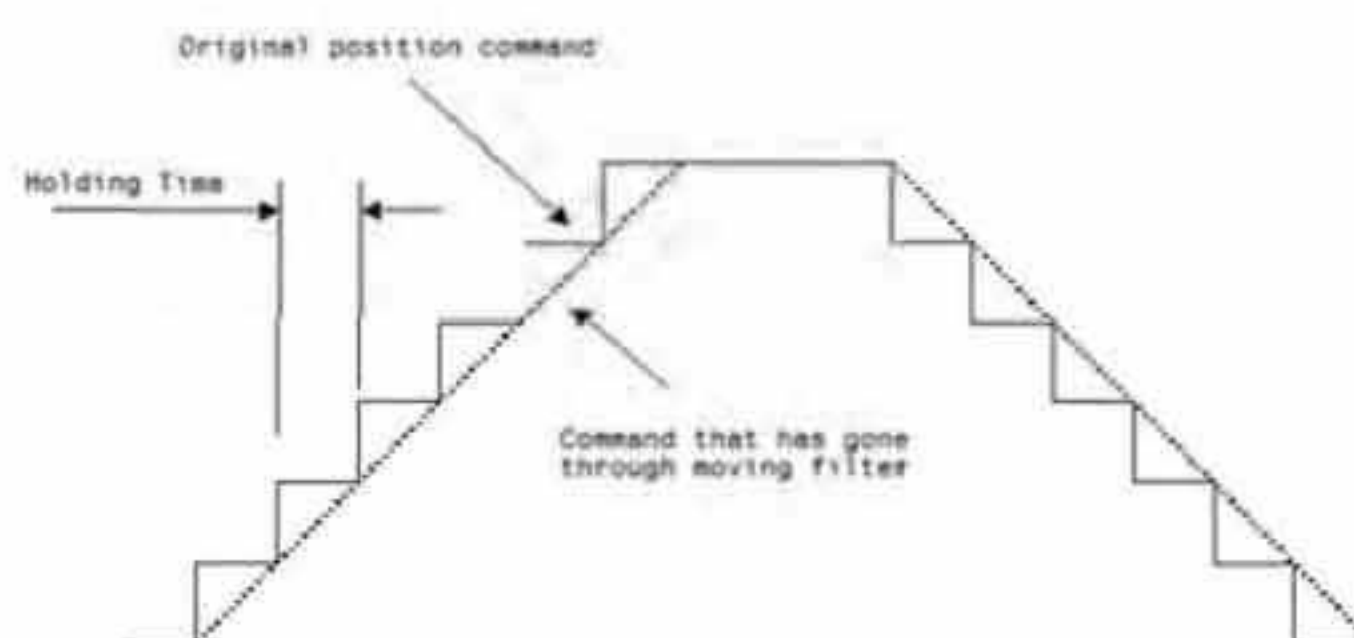 Original position command
Holding Time
Command that has gone
through moving filter